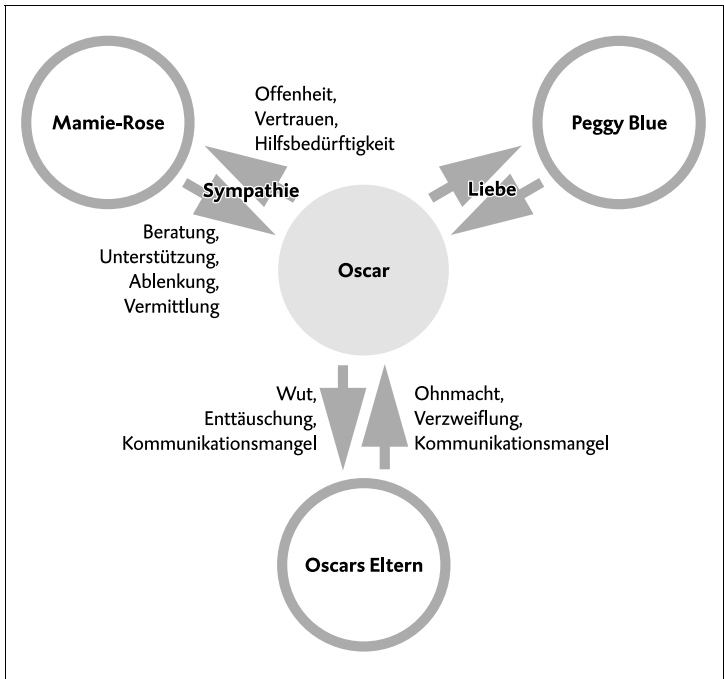 Mamie-Rose
Offenheit,
Vertrauen,
Hilfsbedürftigkeit
Peggy Blue
Sympathie
Liebe
Beratung,
Unterstützung,
Ablenkung,
Vermittlung
Oscar
Wut,
Enttäuschung,
Kommunikationsmangel
Ohnmacht,
Verzweiflung,
Kommunikationsmangel
Oscars Eltern